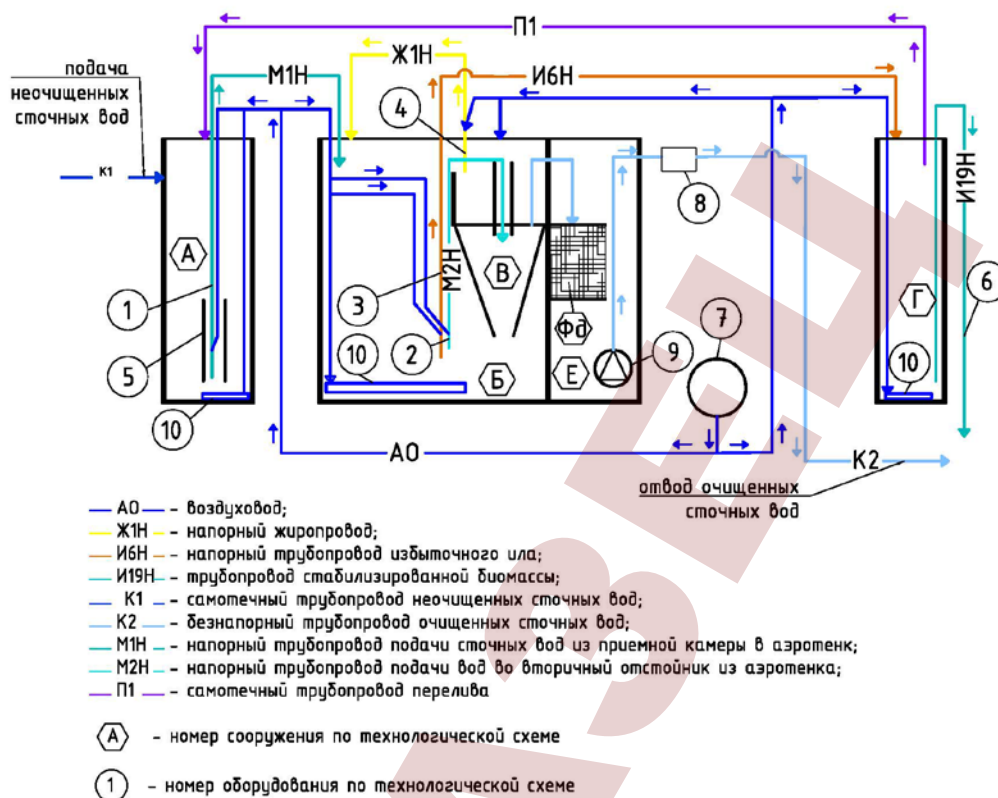 П1
Ж1Н
М1Н
И6Н
подача
неочищенных
сточных вод
К1
4
8
И19Н
А
В
Г
6
1
3
М2Н
7
Фд
5
10
2
Б
Е
9
10
10
АО
К2
отвод очищенных
сточных вод
АО - воздуховод;
Ж1Н - напорный жиропровод;
И6Н - напорный трубопровод избыточного ила;
И19Н - трубопровод стабилизированной биомассы;
К1 - самотечный трубопровод неочищенных сточных вод;
К2 - безнапорный трубопровод очищенных сточных вод;
М1Н - напорный трубопровод подачи сточных вод из приемной камеры в аэротенк;
М2Н - напорный трубопровод подачи вод во вторичный отстойник из аэротенка;
П1 - самотечный трубопровод перелива
А - номер сооружения по технологической схеме
1 - номер оборудования по технологической схеме